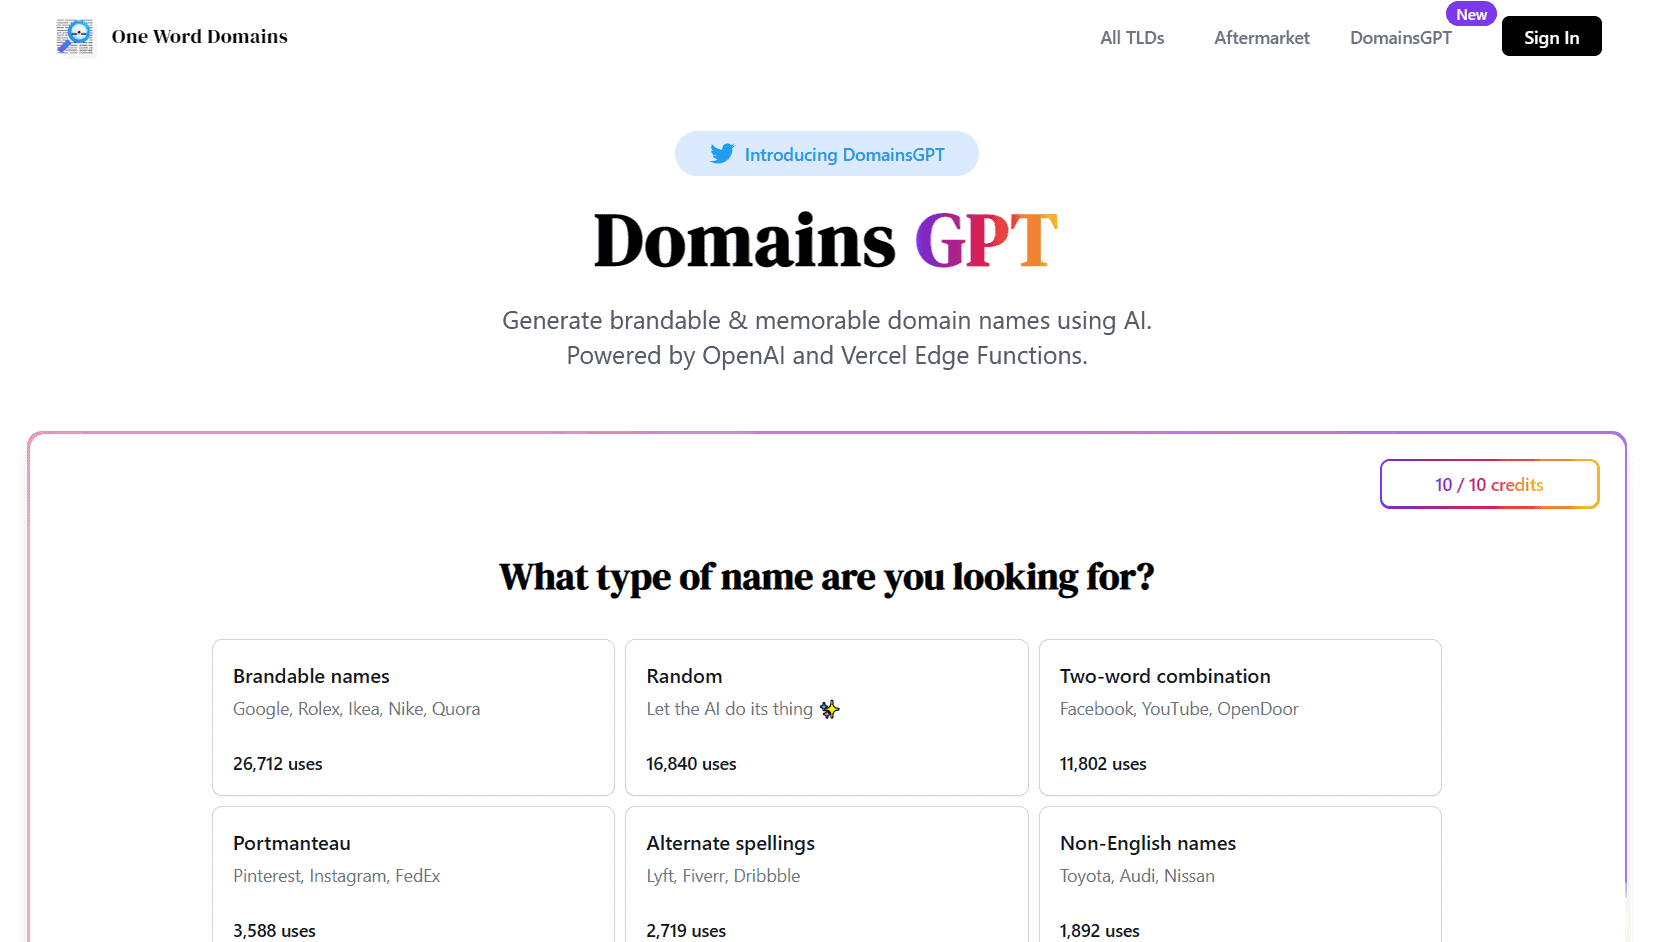 One Word Domains
All TLDs
Aftermarket
DomainsGPT
New
Sign In
Introducing DomainsGPT
Domains GPT
Generate brandable & memorable domain names using AI.
Powered by OpenAI and Vercel Edge Functions.
10 / 10 credits
What type of name are you looking for?
Brandable names
Google, Rolex, Ikea, Nike, Quora
26,712 uses
Random
Let the AI do its thing ✨
16,840 uses
Two-word combination
Facebook, YouTube, OpenDoor
11,802 uses
Portmanteau
Pinterest, Instagram, FedEx
3,588 uses
Alternate spellings
Lyft, Fiverr, Dribbble
2,719 uses
Non-English names
Toyota, Audi, Nissan
1,892 uses